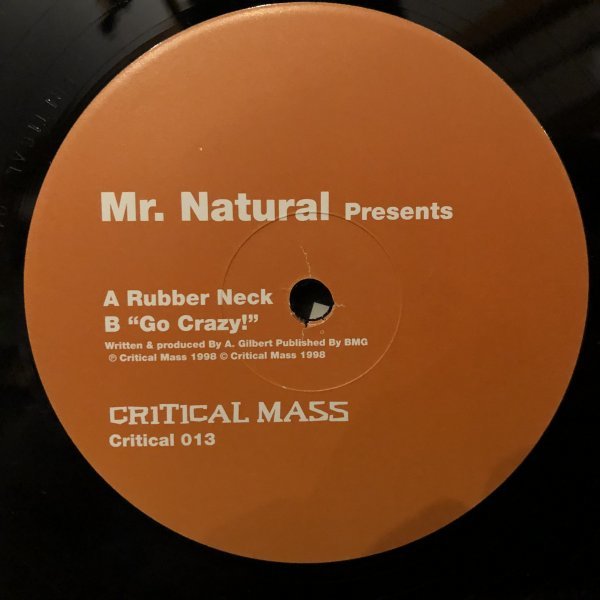 Mr. Natural Presents
A Rubber Neck
B “Go Crazy!”
Written & produced By A. Gilbert Published By BMG
℗ Critical Mass 1998 © Critical Mass 1998
CRITICAL MASS
Critical 013